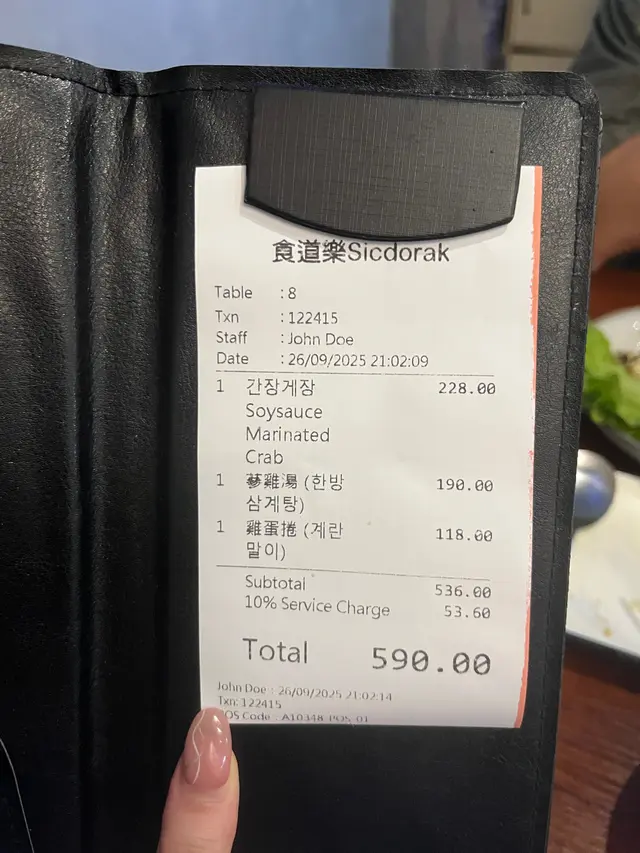 食道樂Sicdorak
Table : 8
Txn : 122415
Staff : John Doe
Date : 26/09/2025 21:02:09
1 간장게장 228.00
Soysauce
Marinated
Crab
1 蔘雞湯 (한방 190.00
삼계탕)
1 雞蛋捲 (계란 118.00
말이)
Subtotal 536.00
10% Service Charge 53.60
Total 590.00
John Doe : 26/09/2025 21:02:14
Txn: 122415
POS Code : A10348 POS 01